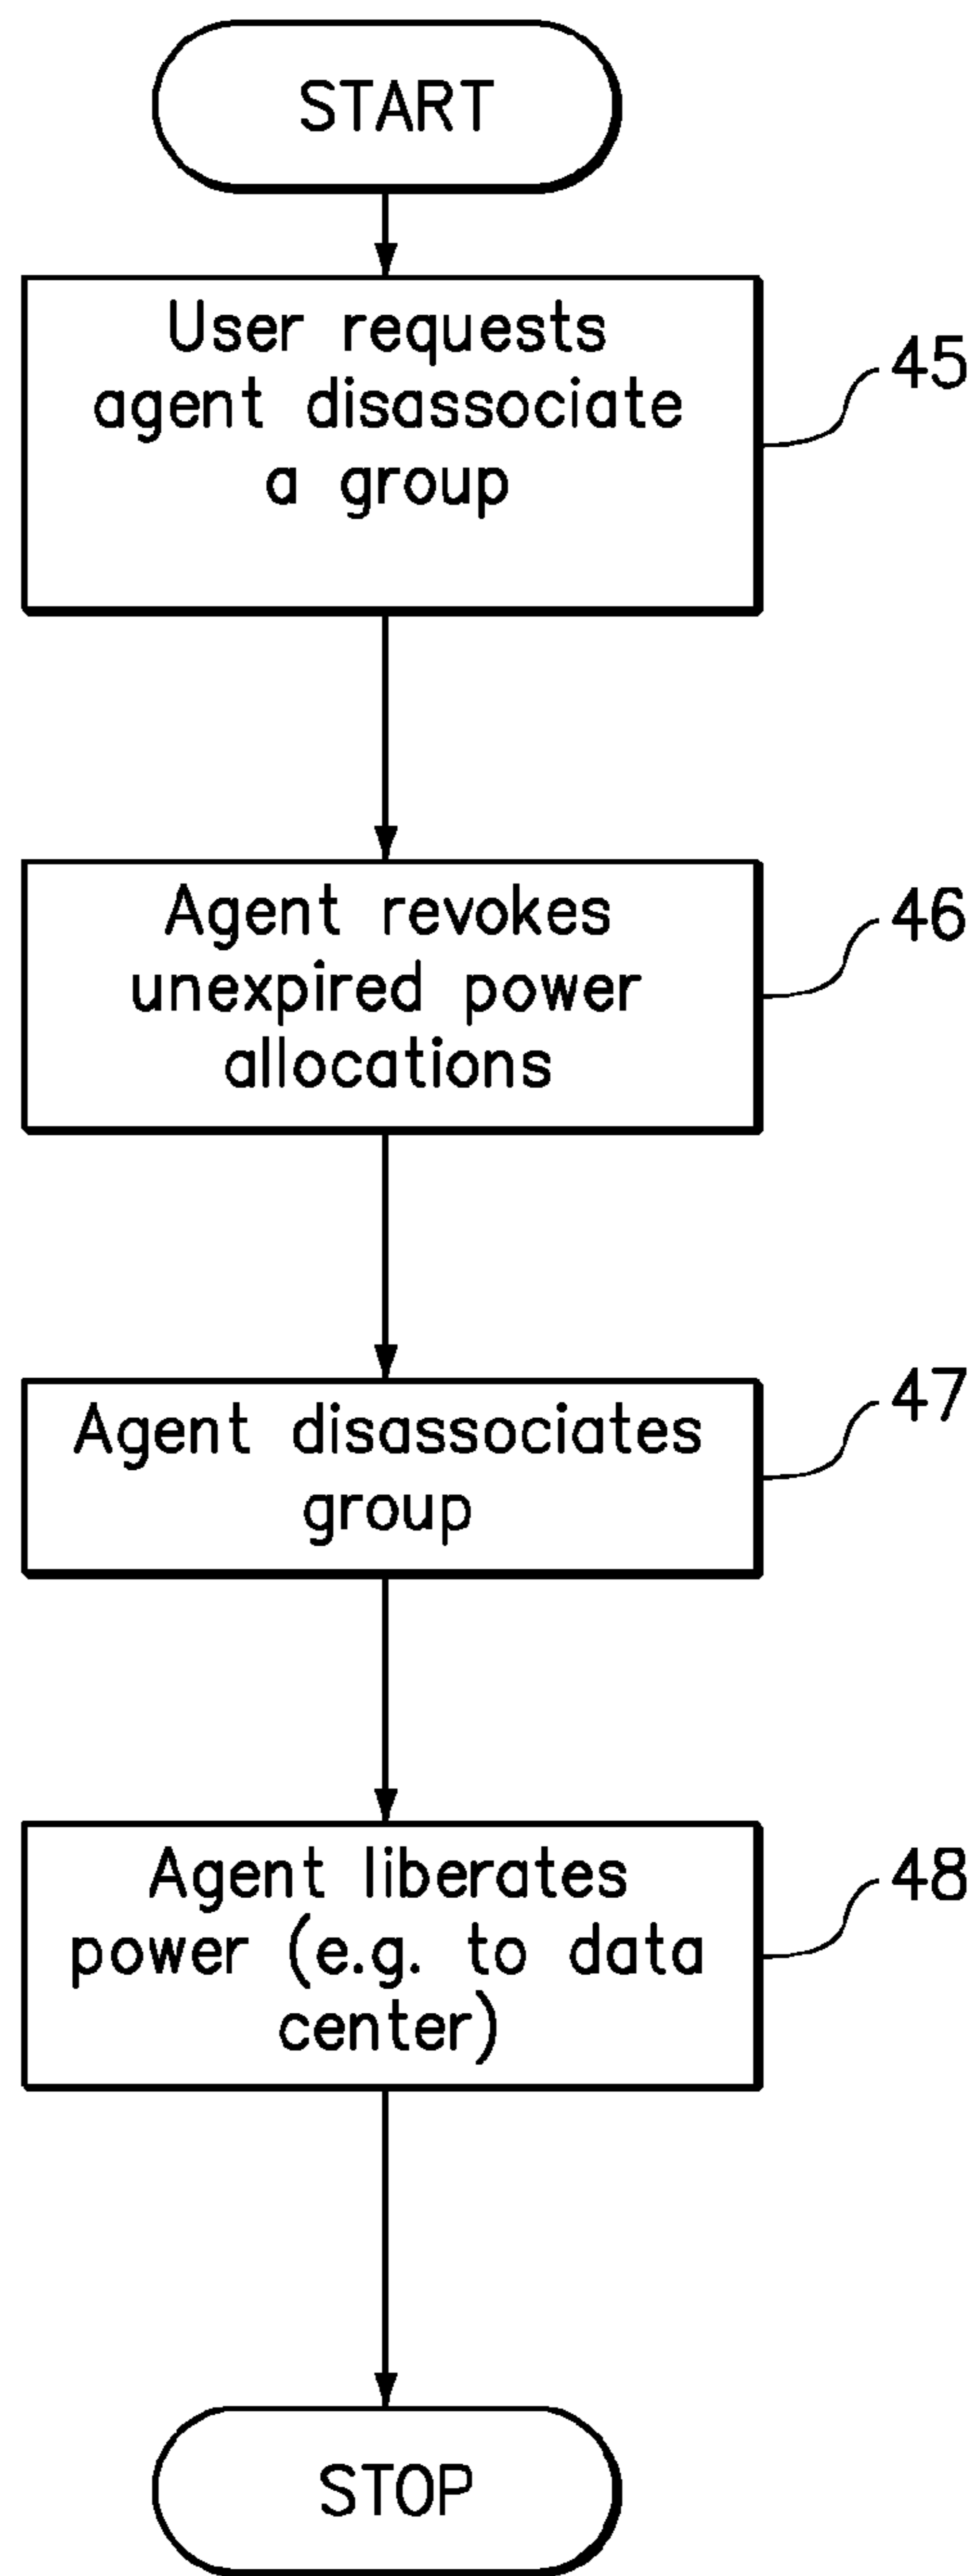 START
User requests
agent disassociate
a group
45
Agent revokes
unexpired power
allocations
46
Agent disassociates
group
47
Agent liberates
power (e.g. to data
center)
48
STOP